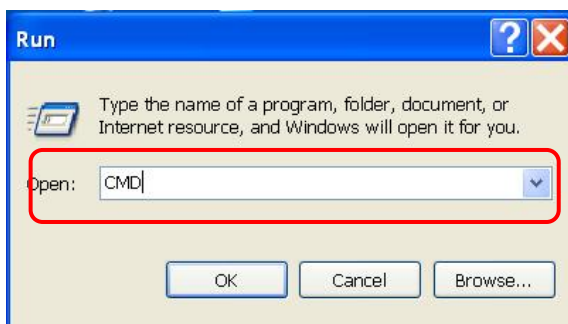 Run
Type the name of a program, folder, document, or
Internet resource, and Windows will open it for you.
Open: CMD
OK Cancel Browse...